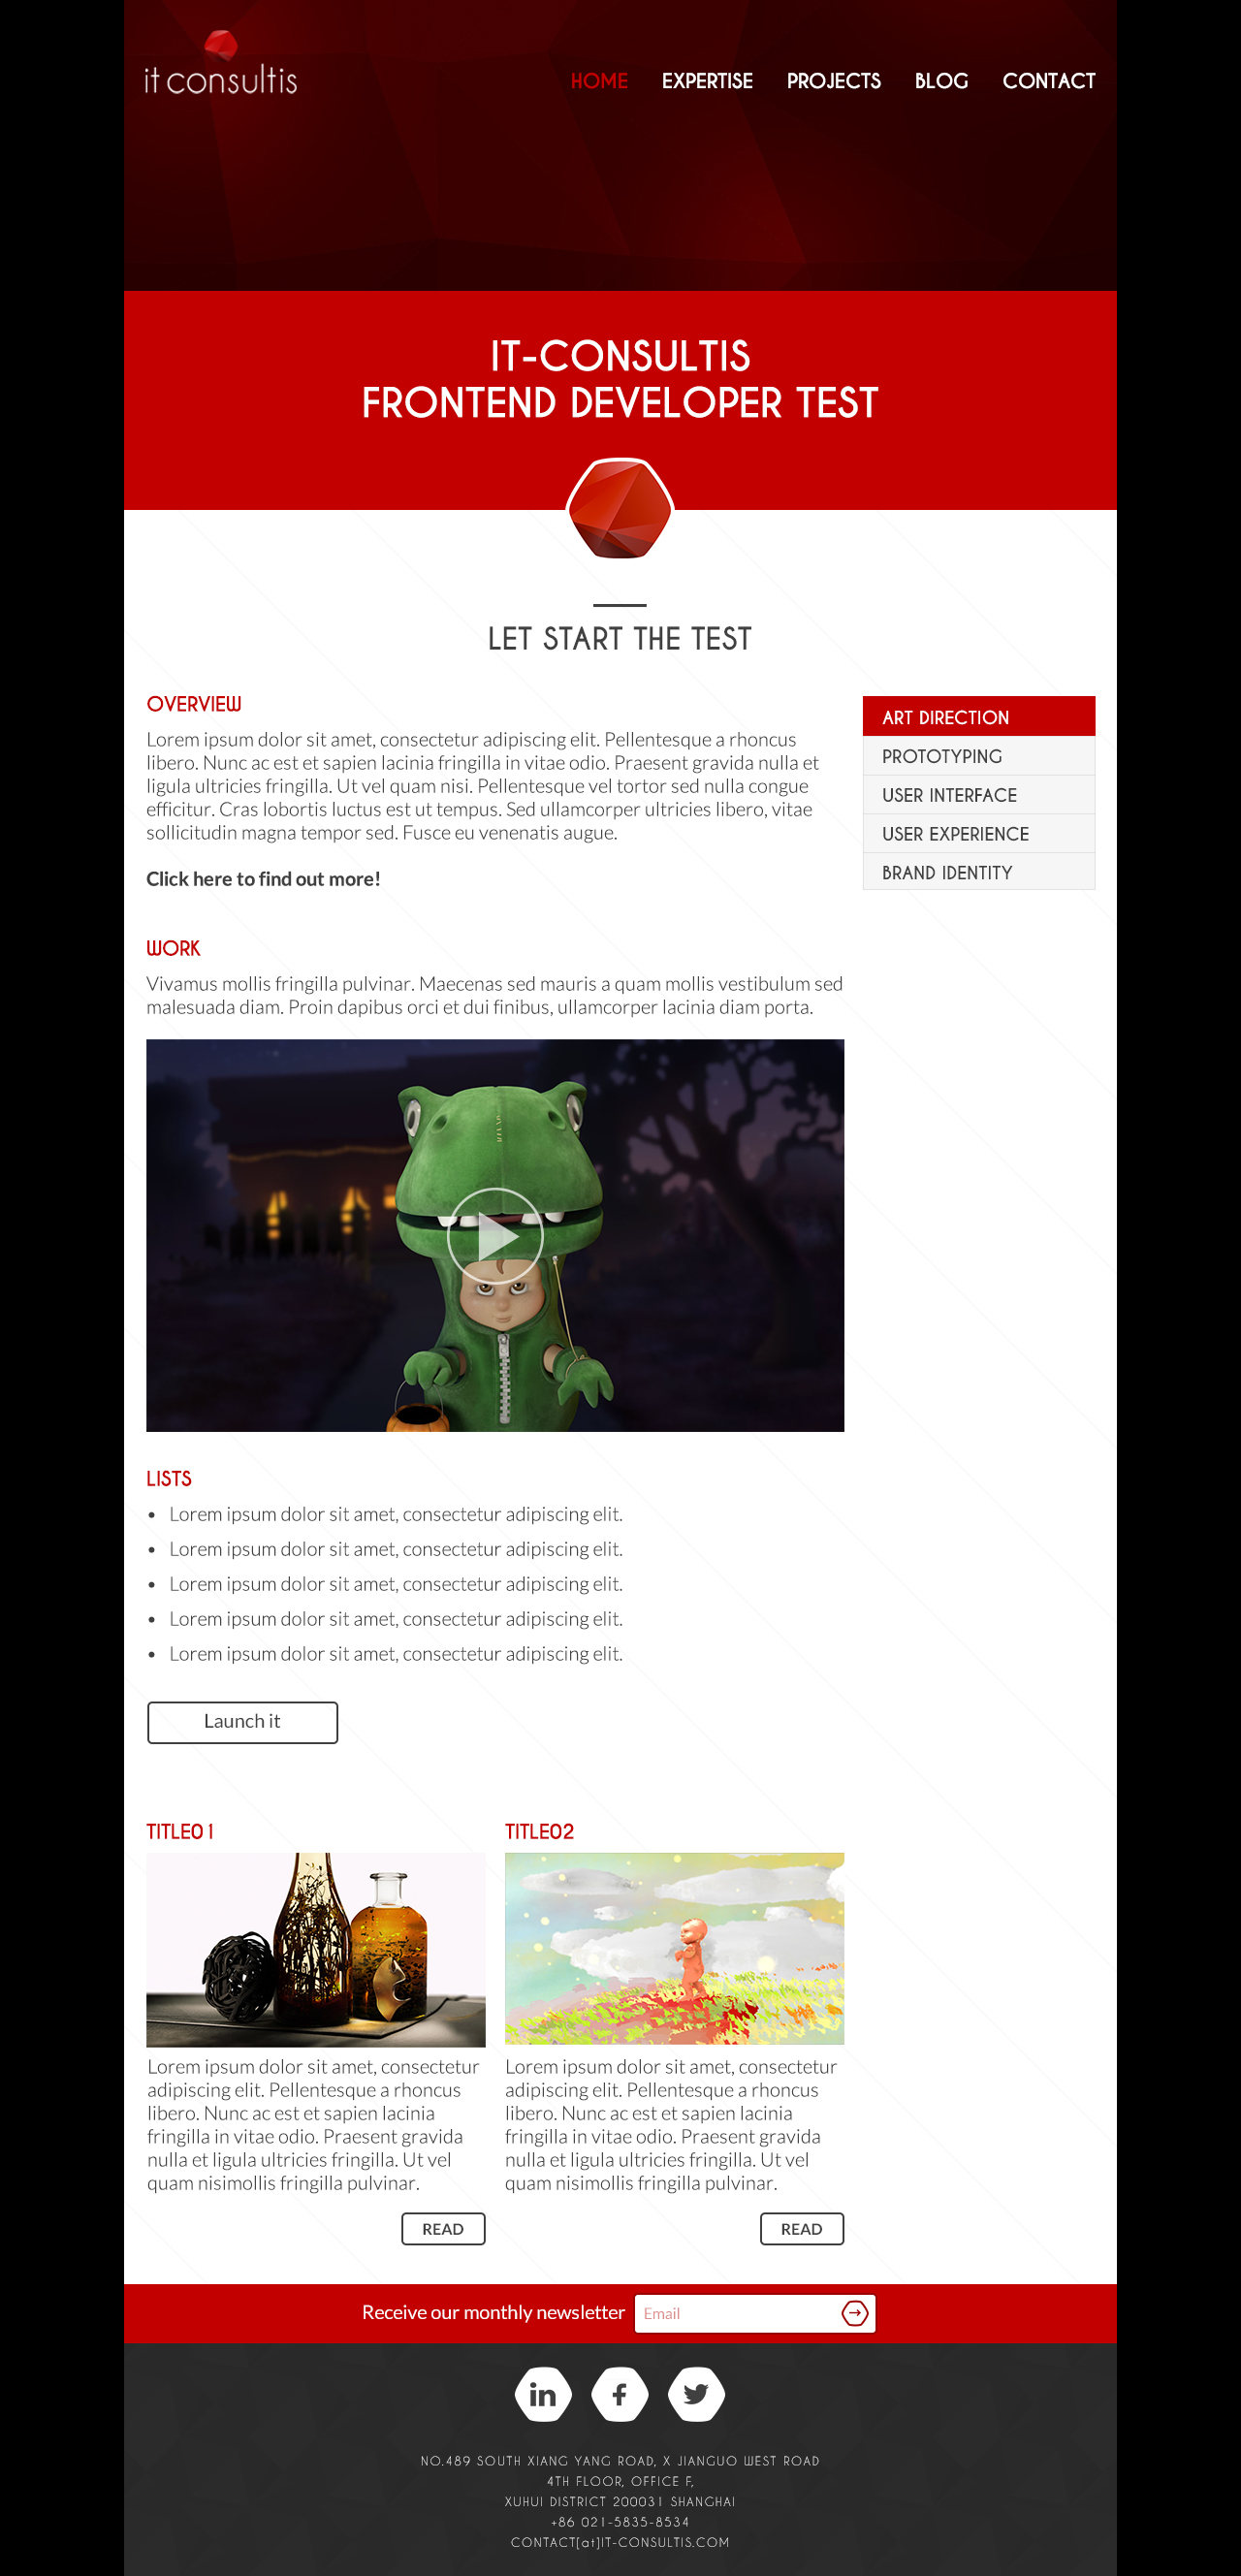 it consultis
HOME EXPERTISE PROJECTS BLOG CONTACT
IT-CONSULTIS
FRONTEND DEVELOPER TEST
LET START THE TEST
OVERVIEW
Lorem ipsum dolor sit amet, consectetur adipiscing elit. Pellentesque a rhoncus
libero. Nunc ac est et sapien lacinia fringilla in vitae odio. Praesent gravida nulla et
ligula ultricies fringilla. Ut vel quam nisi. Pellentesque vel tortor sed nulla congue
efficitur. Cras lobortis luctus est ut tempus. Sed ullamcorper ultricies libero, vitae
sollicitudin magna tempor sed. Fusce eu venenatis augue.
Click here to find out more!
ART DIRECTION
PROTOTYPING
USER INTERFACE
USER EXPERIENCE
BRAND IDENTITY
WORK
Vivamus mollis fringilla pulvinar. Maecenas sed mauris a quam mollis vestibulum sed
malesuada diam. Proin dapibus orci et dui finibus, ullamcorper lacinia diam porta.
LISTS
• Lorem ipsum dolor sit amet, consectetur adipiscing elit.
• Lorem ipsum dolor sit amet, consectetur adipiscing elit.
• Lorem ipsum dolor sit amet, consectetur adipiscing elit.
• Lorem ipsum dolor sit amet, consectetur adipiscing elit.
• Lorem ipsum dolor sit amet, consectetur adipiscing elit.
Launch it
TITLE01
Lorem ipsum dolor sit amet, consectetur
adipiscing elit. Pellentesque a rhoncus
libero. Nunc ac est et sapien lacinia
fringilla in vitae odio. Praesent gravida
nulla et ligula ultricies fringilla. Ut vel
quam nisimollis fringilla pulvinar.
READ
TITLE02
Lorem ipsum dolor sit amet, consectetur
adipiscing elit. Pellentesque a rhoncus
libero. Nunc ac est et sapien lacinia
fringilla in vitae odio. Praesent gravida
nulla et ligula ultricies fringilla. Ut vel
quam nisimollis fringilla pulvinar.
READ
Receive our monthly newsletter Email
in f
NO.489 SOUTH XIANG YANG ROAD, X JIANGUO WEST ROAD
4TH FLOOR, OFFICE F,
XUHUI DISTRICT 200031 SHANGHAI
+86 021-5835-8534
CONTACT[at]IT-CONSULTIS.COM